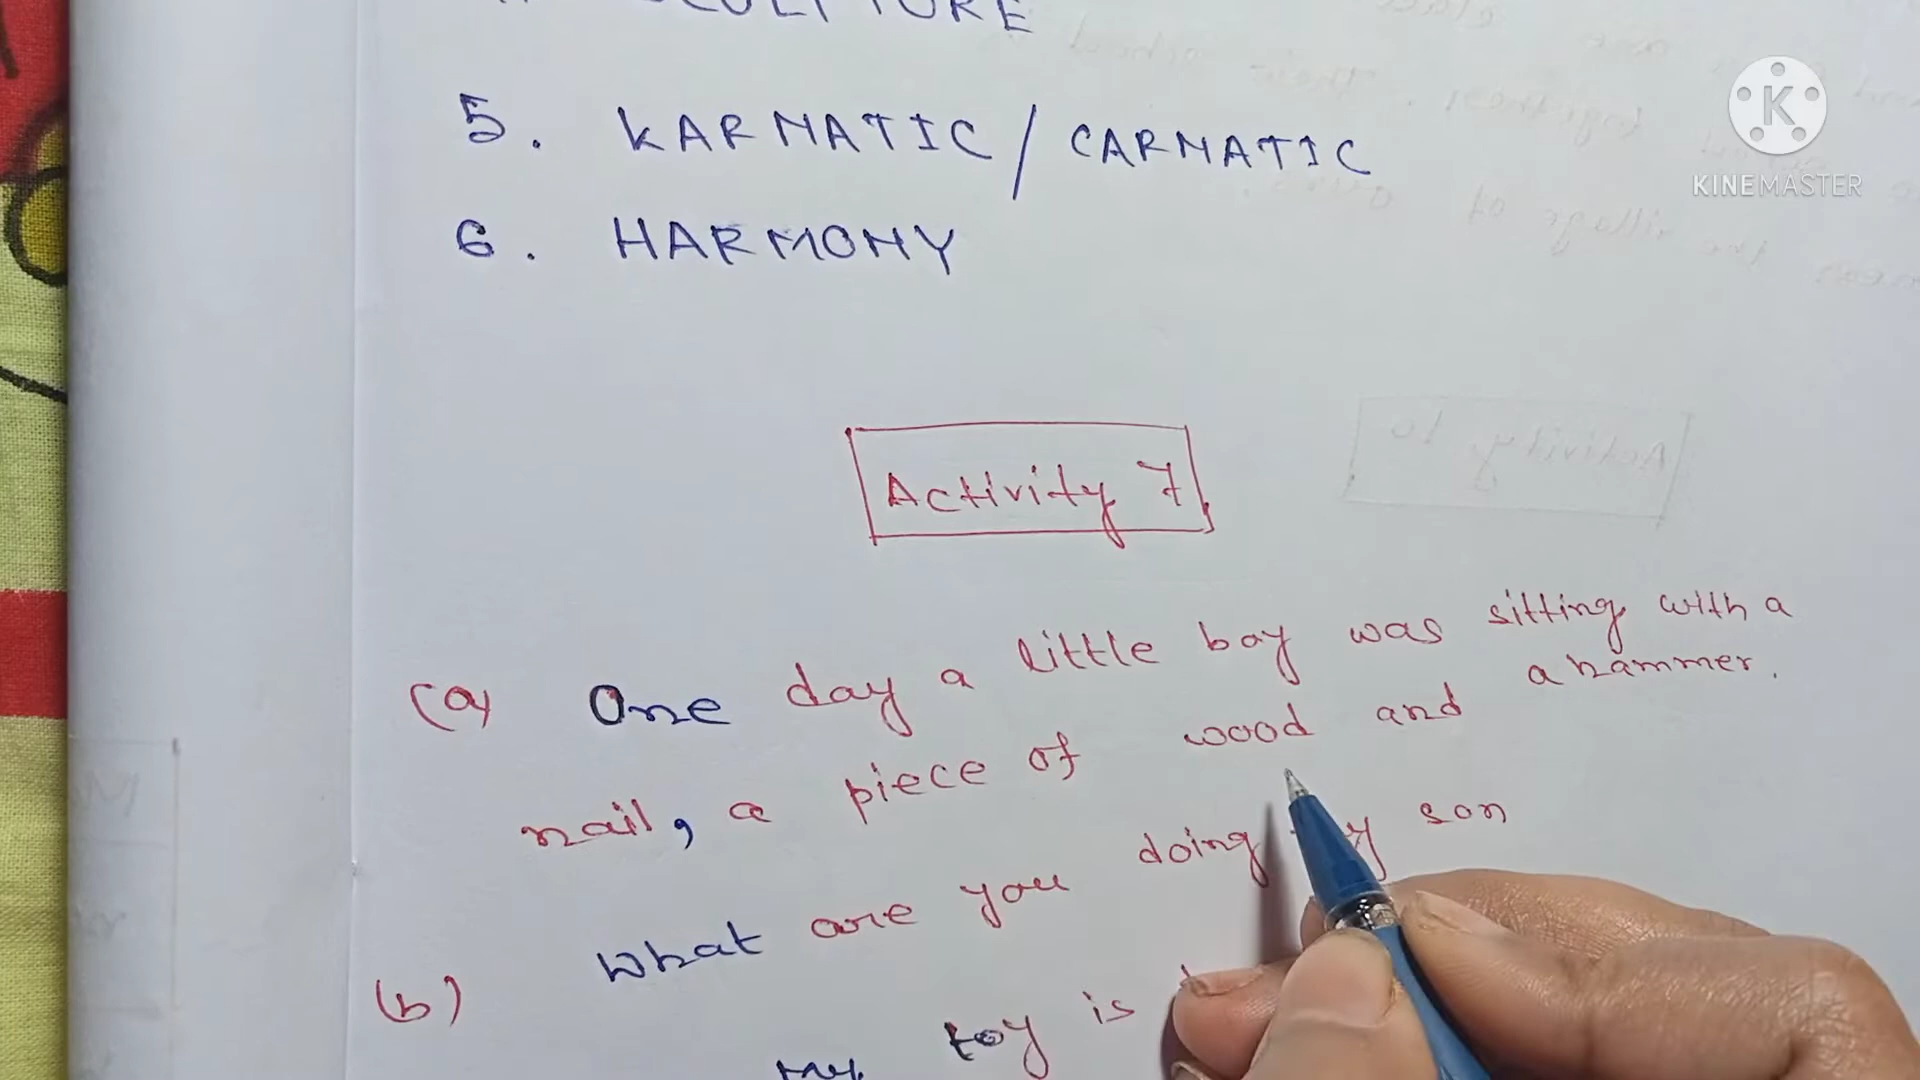 5. KARNATIC / CARNATIC
KINEMASTER
6. HARMONY
Activity 7
(a) One day a little boy was sitting with a
nail, a piece of wood and a hammer.
What are you doing son
(b)
My toy is